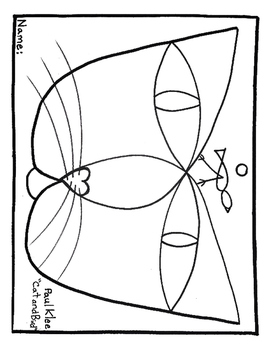 Name:
Paul Klee
"Cat and Bird"